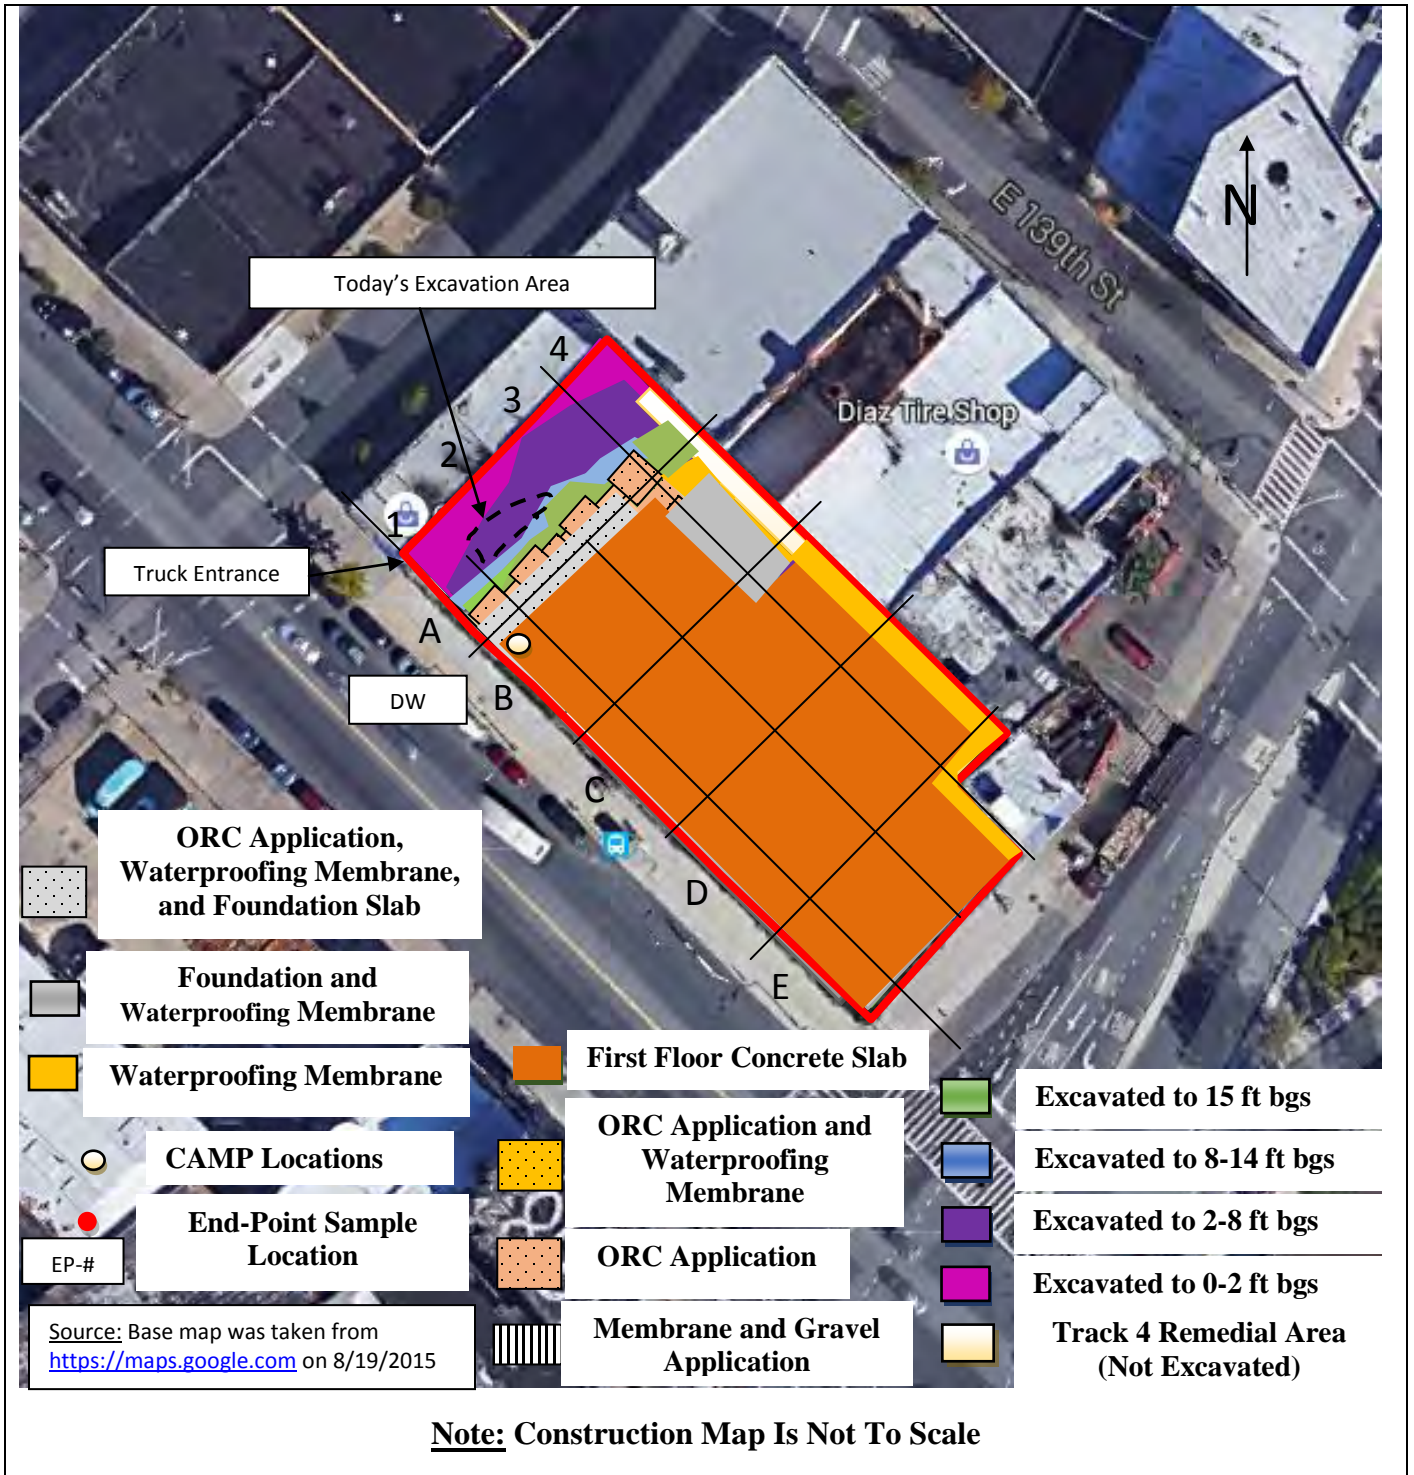 E 139th St
N
Today's Excavation Area
4
3
2
1
Diaz Tire Shop
Truck Entrance
A
DW
B
C
D
E
ORC Application,
Waterproofing Membrane,
and Foundation Slab
Foundation and
Waterproofing Membrane
Waterproofing Membrane
CAMP Locations
End-Point Sample
Location
EP-#
Source: Base map was taken from
https://maps.google.com on 8/19/2015
First Floor Concrete Slab
ORC Application and
Waterproofing
Membrane
ORC Application
Membrane and Gravel
Application
Excavated to 15 ft bgs
Excavated to 8-14 ft bgs
Excavated to 2-8 ft bgs
Excavated to 0-2 ft bgs
Track 4 Remedial Area
(Not Excavated)
Note: Construction Map Is Not To Scale